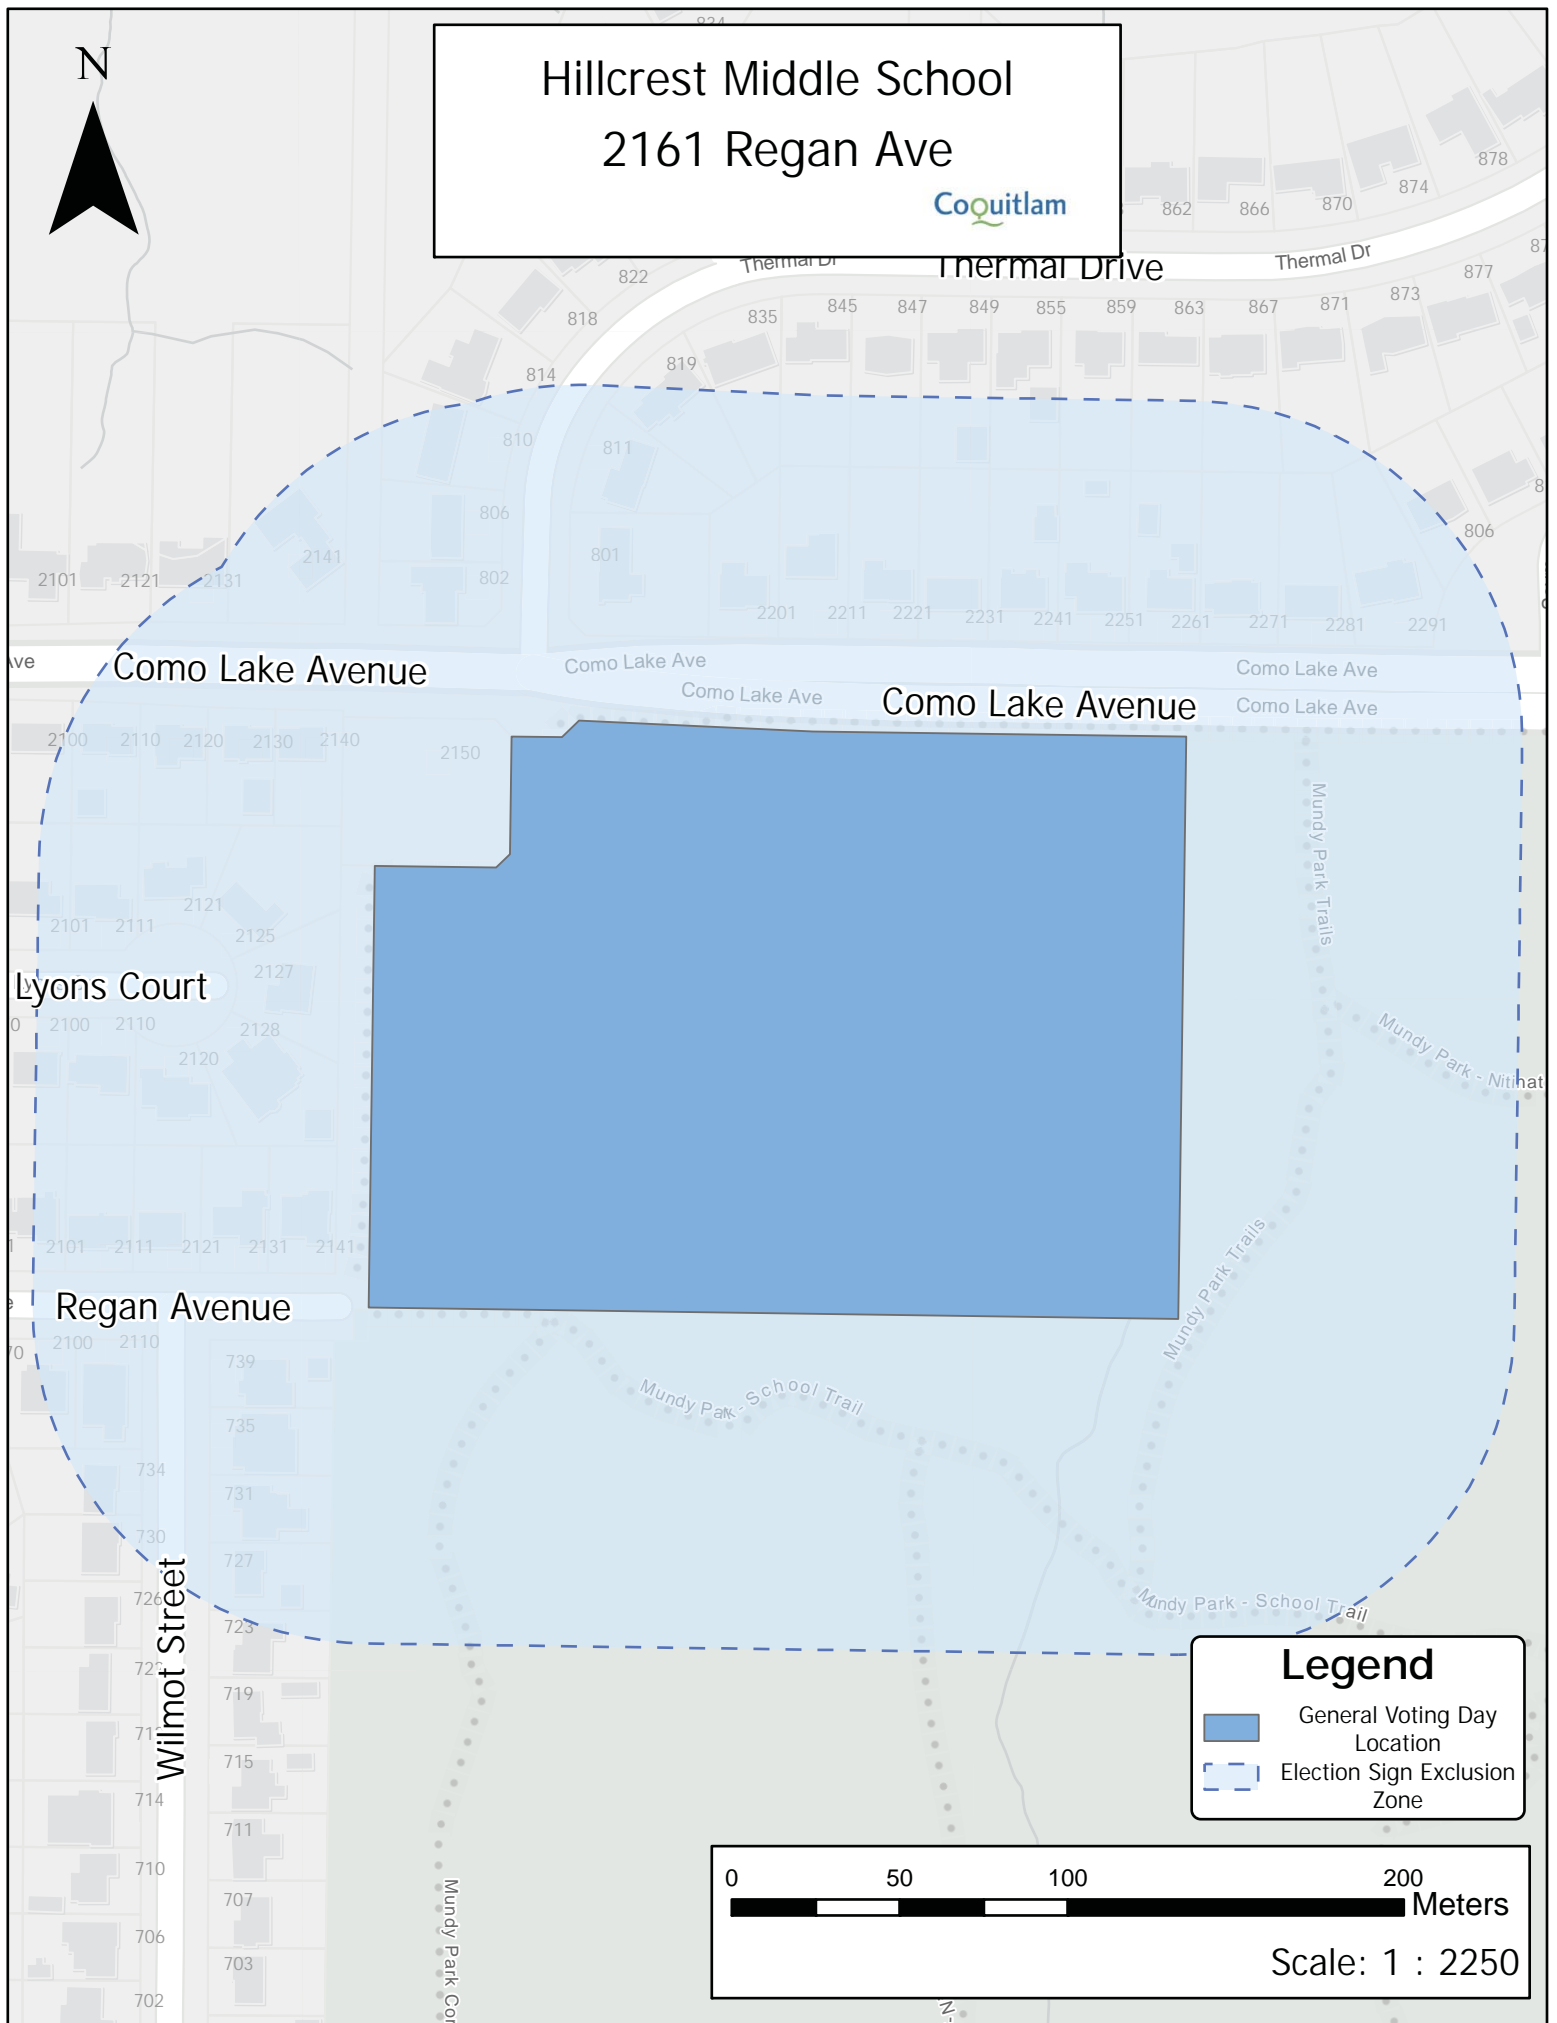 834
N
Hillcrest Middle School
2161 Regan Ave
Coquitlam
878
874
870
866
862
Thermal Dr
Thermal Drive
Thermal Dr
877
873
871
867
863
859
855
849
847
845
835
822
818
814
819
810
811
806
806
801
802
2101
2121
2131
2141
2201
2211
2221
2231
2241
2251
2261
2271
2281
2291
Ave
Como Lake Avenue
Como Lake Ave
Como Lake Ave
Como Lake Ave
Como Lake Avenue
Como Lake Ave
2100
2110
2120
2130
2140
2150
Mundy Park Trails
2121
2101
2111
2125
2127
Lyons Court
2100
2110
2128
2120
Mundy Park - Nitinat
2101
2111
2121
2131
2141
Regan Avenue
Mundy Park Trails
2100
2110
739
Mundy Park - School Trail
735
734
731
730
727
726
723
Mundy Park - School Trail
Wilmot Street
719
715
714
711
710
707
706
703
702
Mundy Park Cor
N -
Legend
General Voting Day
Location
Election Sign Exclusion
Zone
0
50
100
200
Meters
Scale: 1 : 2250